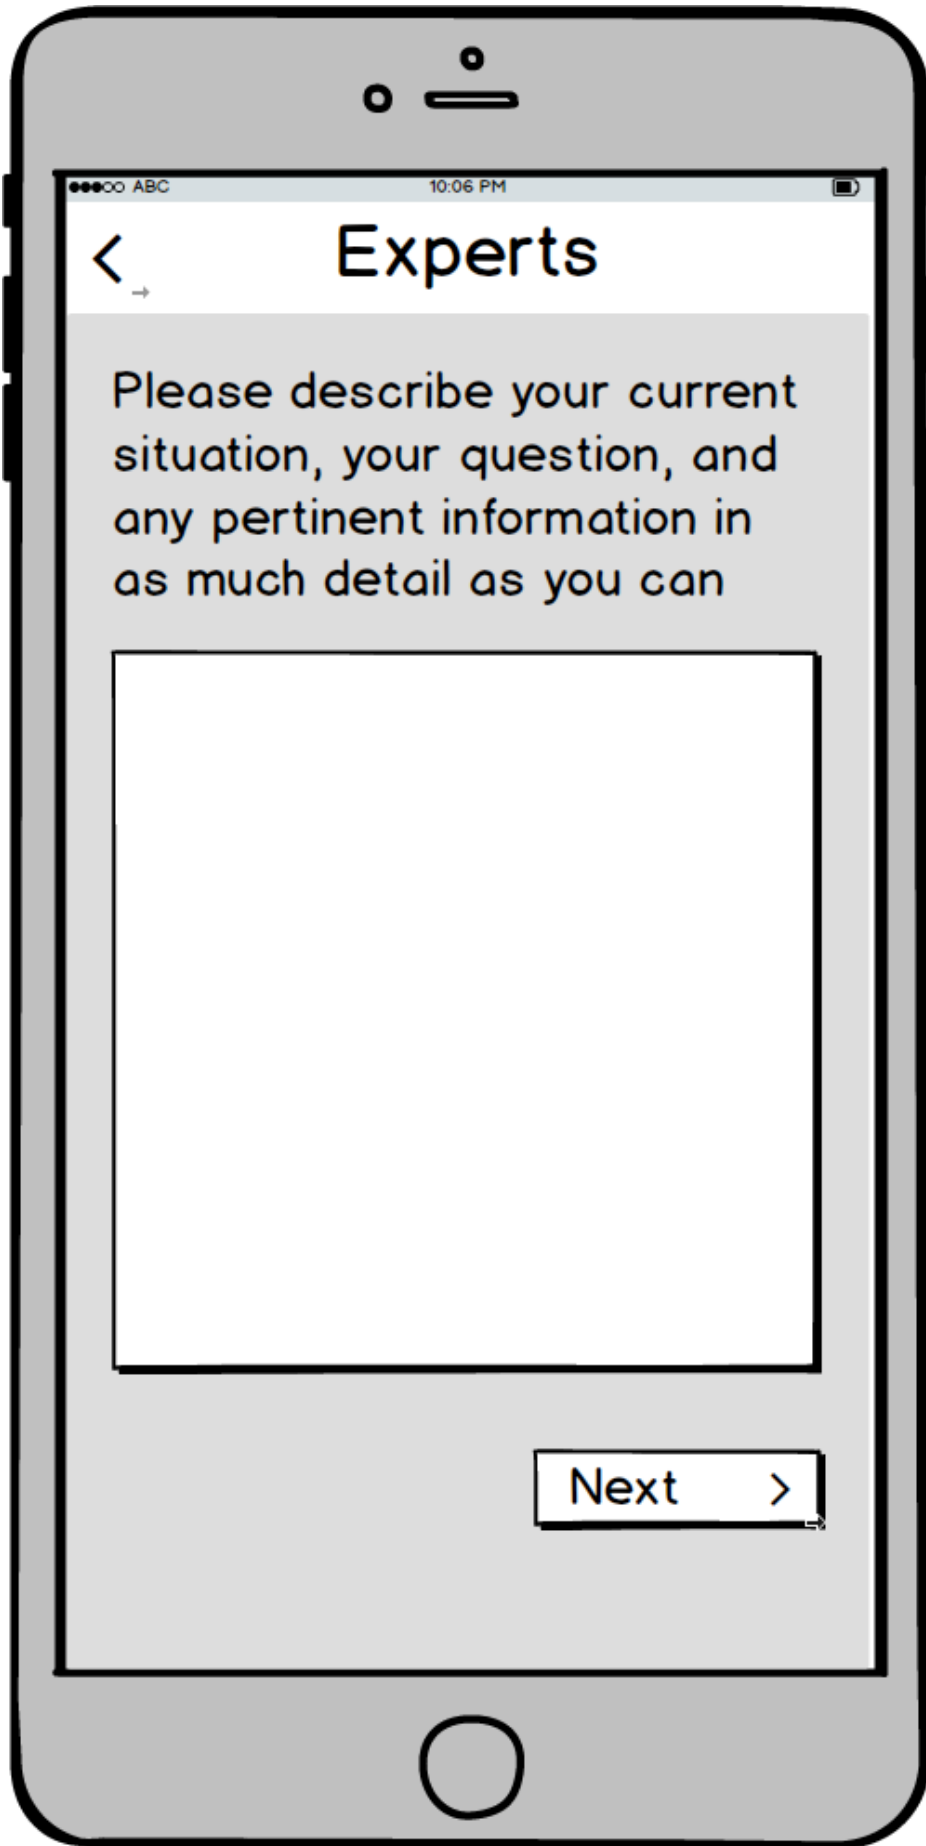 ABC 10:06 PM
Experts
Please describe your current
situation, your question, and
any pertinent information in
as much detail as you can
Next